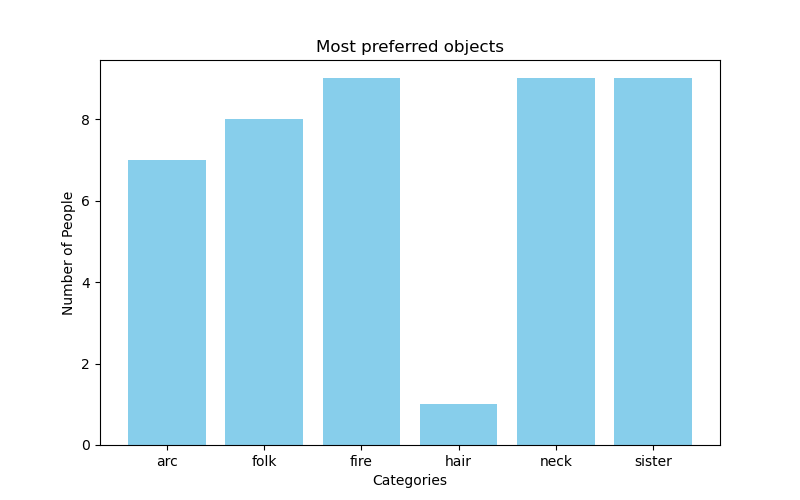 Most preferred objects
Number of People
8
6
4
2
0
arc folk fire hair neck sister
Categories